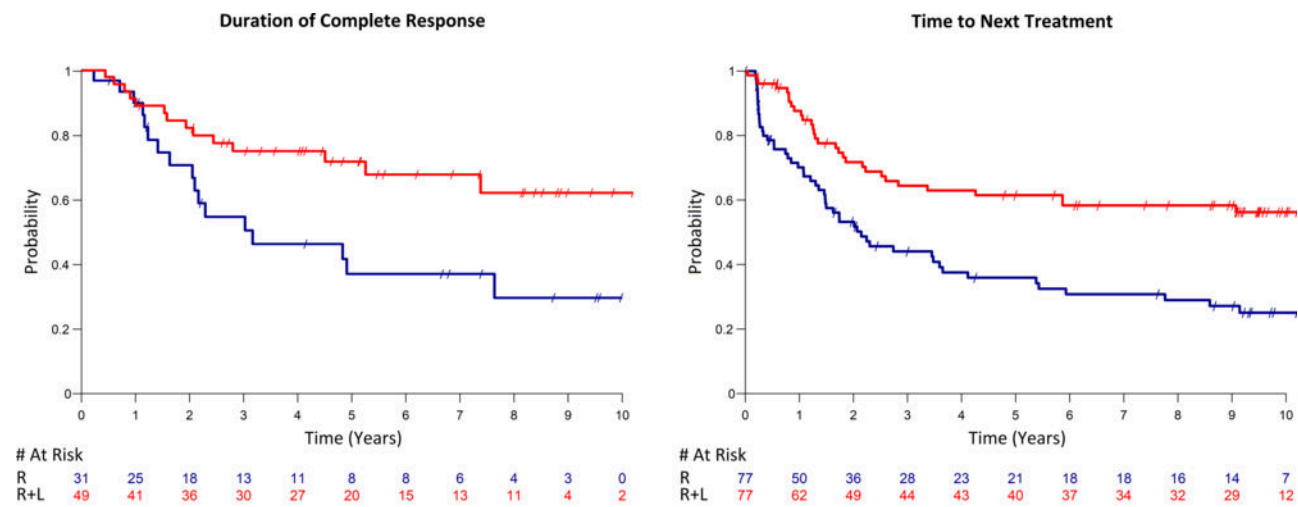 Duration of Complete Response
1
0.8
0.6
0.4
0.2
0
Probability
0 1 2 3 4 5 6 7 8 9 10
Time (Years)
# At Risk
R 31 25 18 13 11 8 8 6 4 3 0
R+L 49 41 36 30 27 20 15 13 11 4 2
Time to Next Treatment
1
0.8
0.6
0.4
0.2
0
Probability
0 1 2 3 4 5 6 7 8 9 10
Time (Years)
# At Risk
R 77 50 36 28 23 21 18 18 16 14 7
R+L 77 62 49 44 43 40 37 34 32 29 12